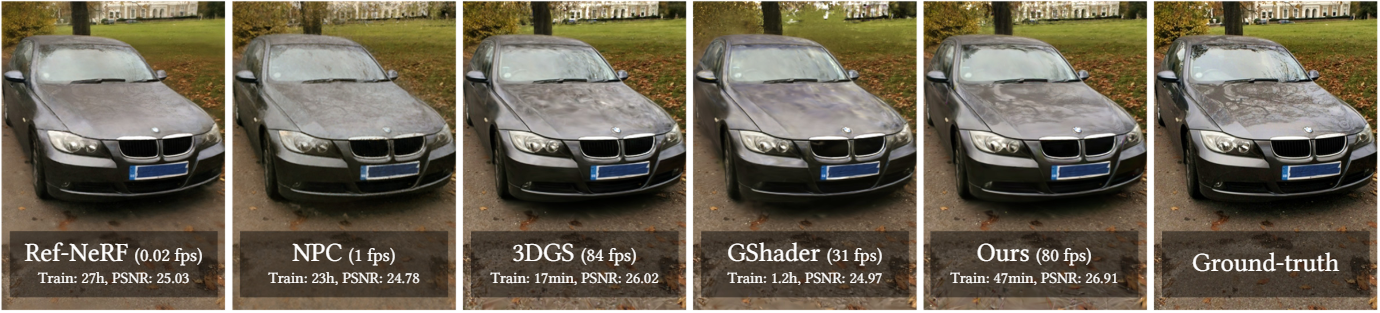 Ref-NeRF (0.02 fps)
Train: 27h, PSNR: 25.03
NPC (1 fps)
Train: 23h, PSNR: 24.78
3DGS (84 fps)
Train: 17min, PSNR: 26.02
GShader (31 fps)
Train: 1.2h, PSNR: 24.97
Ours (80 fps)
Train: 47min, PSNR: 26.91
Ground-truth